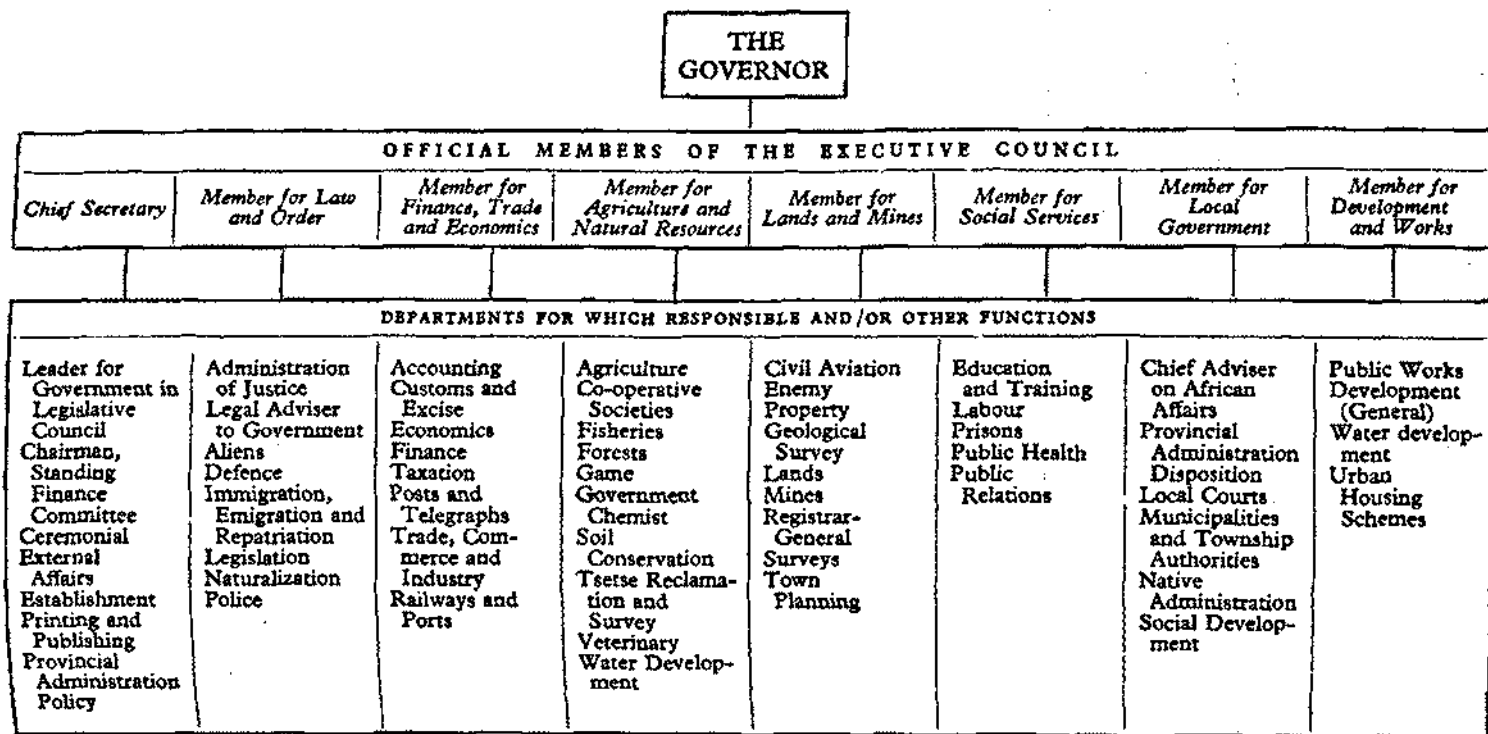 THE
GOVERNOR
OFFICIAL MEMBERS OF THE EXECUTIVE COUNCIL
Chief Secretary
Member for Law
and Order
Member for
Finance, Trade
and Economics
Member for
Agriculture and
Natural Resources
Member for
Lands and Mines
Member for
Social Services
Member for
Local
Government
Member for
Development
and Works
DEPARTMENTS FOR WHICH RESPONSIBLE AND/OR OTHER FUNCTIONS
Leader for
Government in
Legislative
Council
Chairman,
Standing
Finance
Committee
Ceremonial
External
Affairs
Establishment
Printing and
Publishing
Provincial
Administration
Policy
Administration
of Justice
Legal Adviser
to Government
Aliens
Defence
Immigration,
Emigration and
Repatriation
Legislation
Naturalization
Police
Accounting
Customs and
Excise
Economics
Finance
Taxation
Posts and
Telegraphs
Trade, Com-
merce and
Industry
Railways and
Ports
Agriculture
Co-operative
Societies
Fisheries
Forests
Game
Government
Chemist
Soil
Conservation
Tsetse Reclama-
tion and
Survey
Veterinary
Water Develop-
ment
Civil Aviation
Enemy
Property
Geological
Survey
Lands
Mines
Registrar-
General
Surveys
Town
Planning
Education
and Training
Labour
Prisons
Public Health
Public
Relations
Chief Adviser
on African
Affairs
Provincial
Administration
Disposition
Local Courts
Municipalities
and Township
Authorities
Native
Administration
Social Develop-
ment
Public Works
Development
(General)
Water develop-
ment
Urban
Housing
Schemes